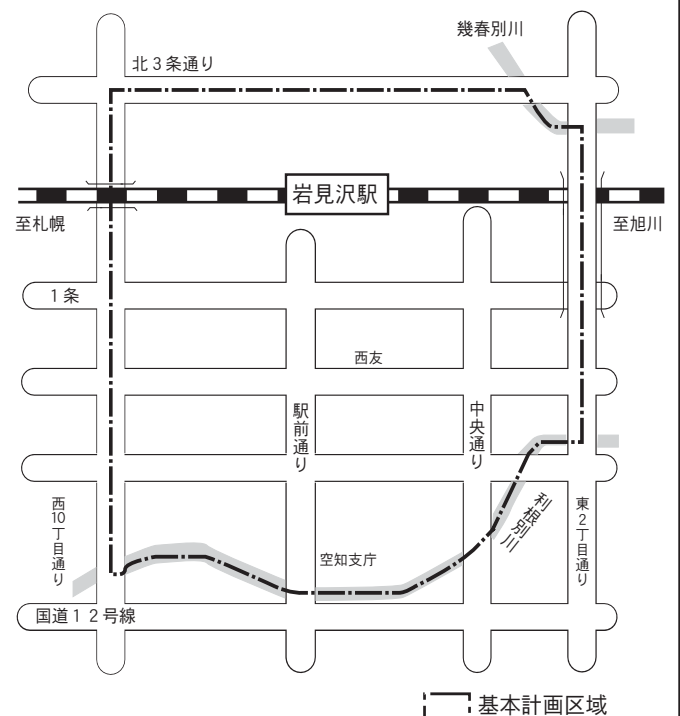 幾春別川
北３条通り
岩見沢駅
至札幌
至旭川
１条
西友
駅前通り
中央通り
西10丁目通り
利根別川
東２丁目通り
空知支庁
国道１２号線
基本計画区域